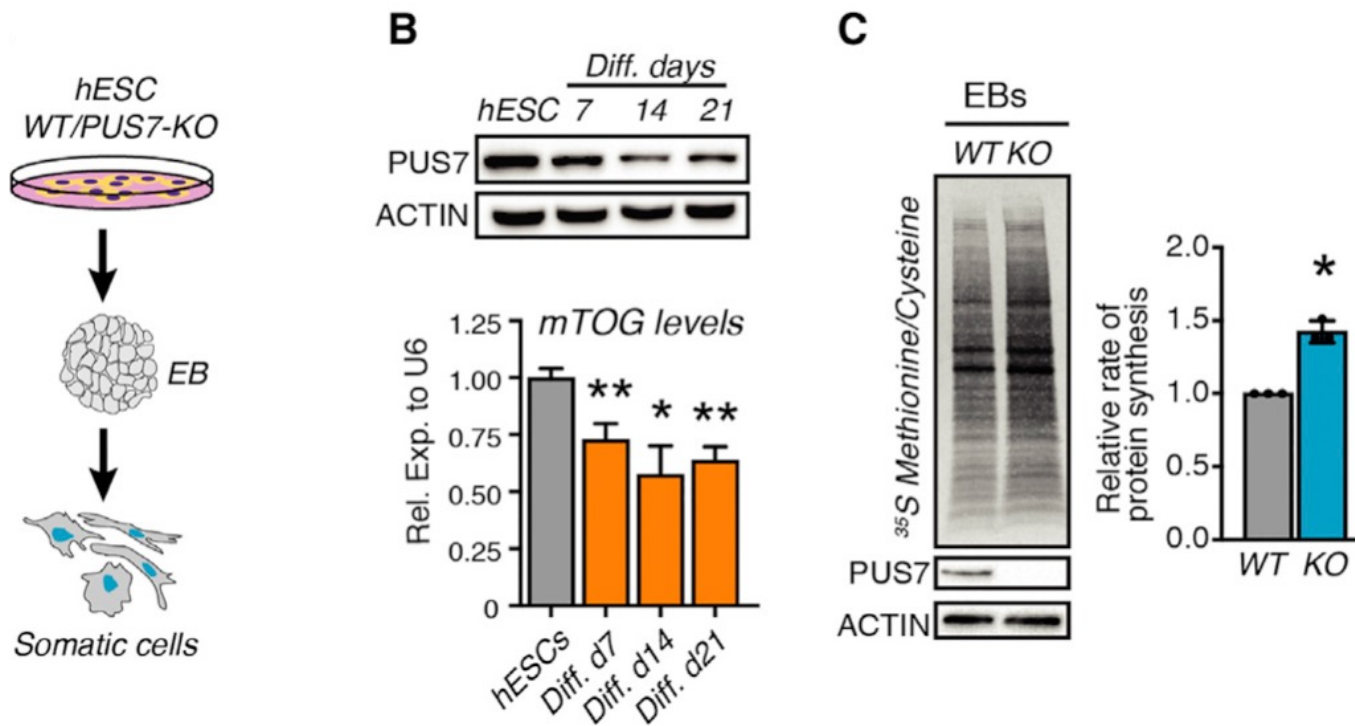 hESC
WT/PUS7-KO
EB
Somatic cells
B
Diff. days
hESC 7 14 21
PUS7
ACTIN
mTOG levels
Rel. Exp. to U6
1.25
1.00
0.75
0.50
0.25
0
** * **
hESCs
Diff. d7
Diff. d14
Diff. d21
C
EBs
WT KO
³⁵S Methionine/Cysteine
PUS7
ACTIN
Relative rate of
protein synthesis
2.0
1.5
1.0
0.5
0.0
*
WT KO